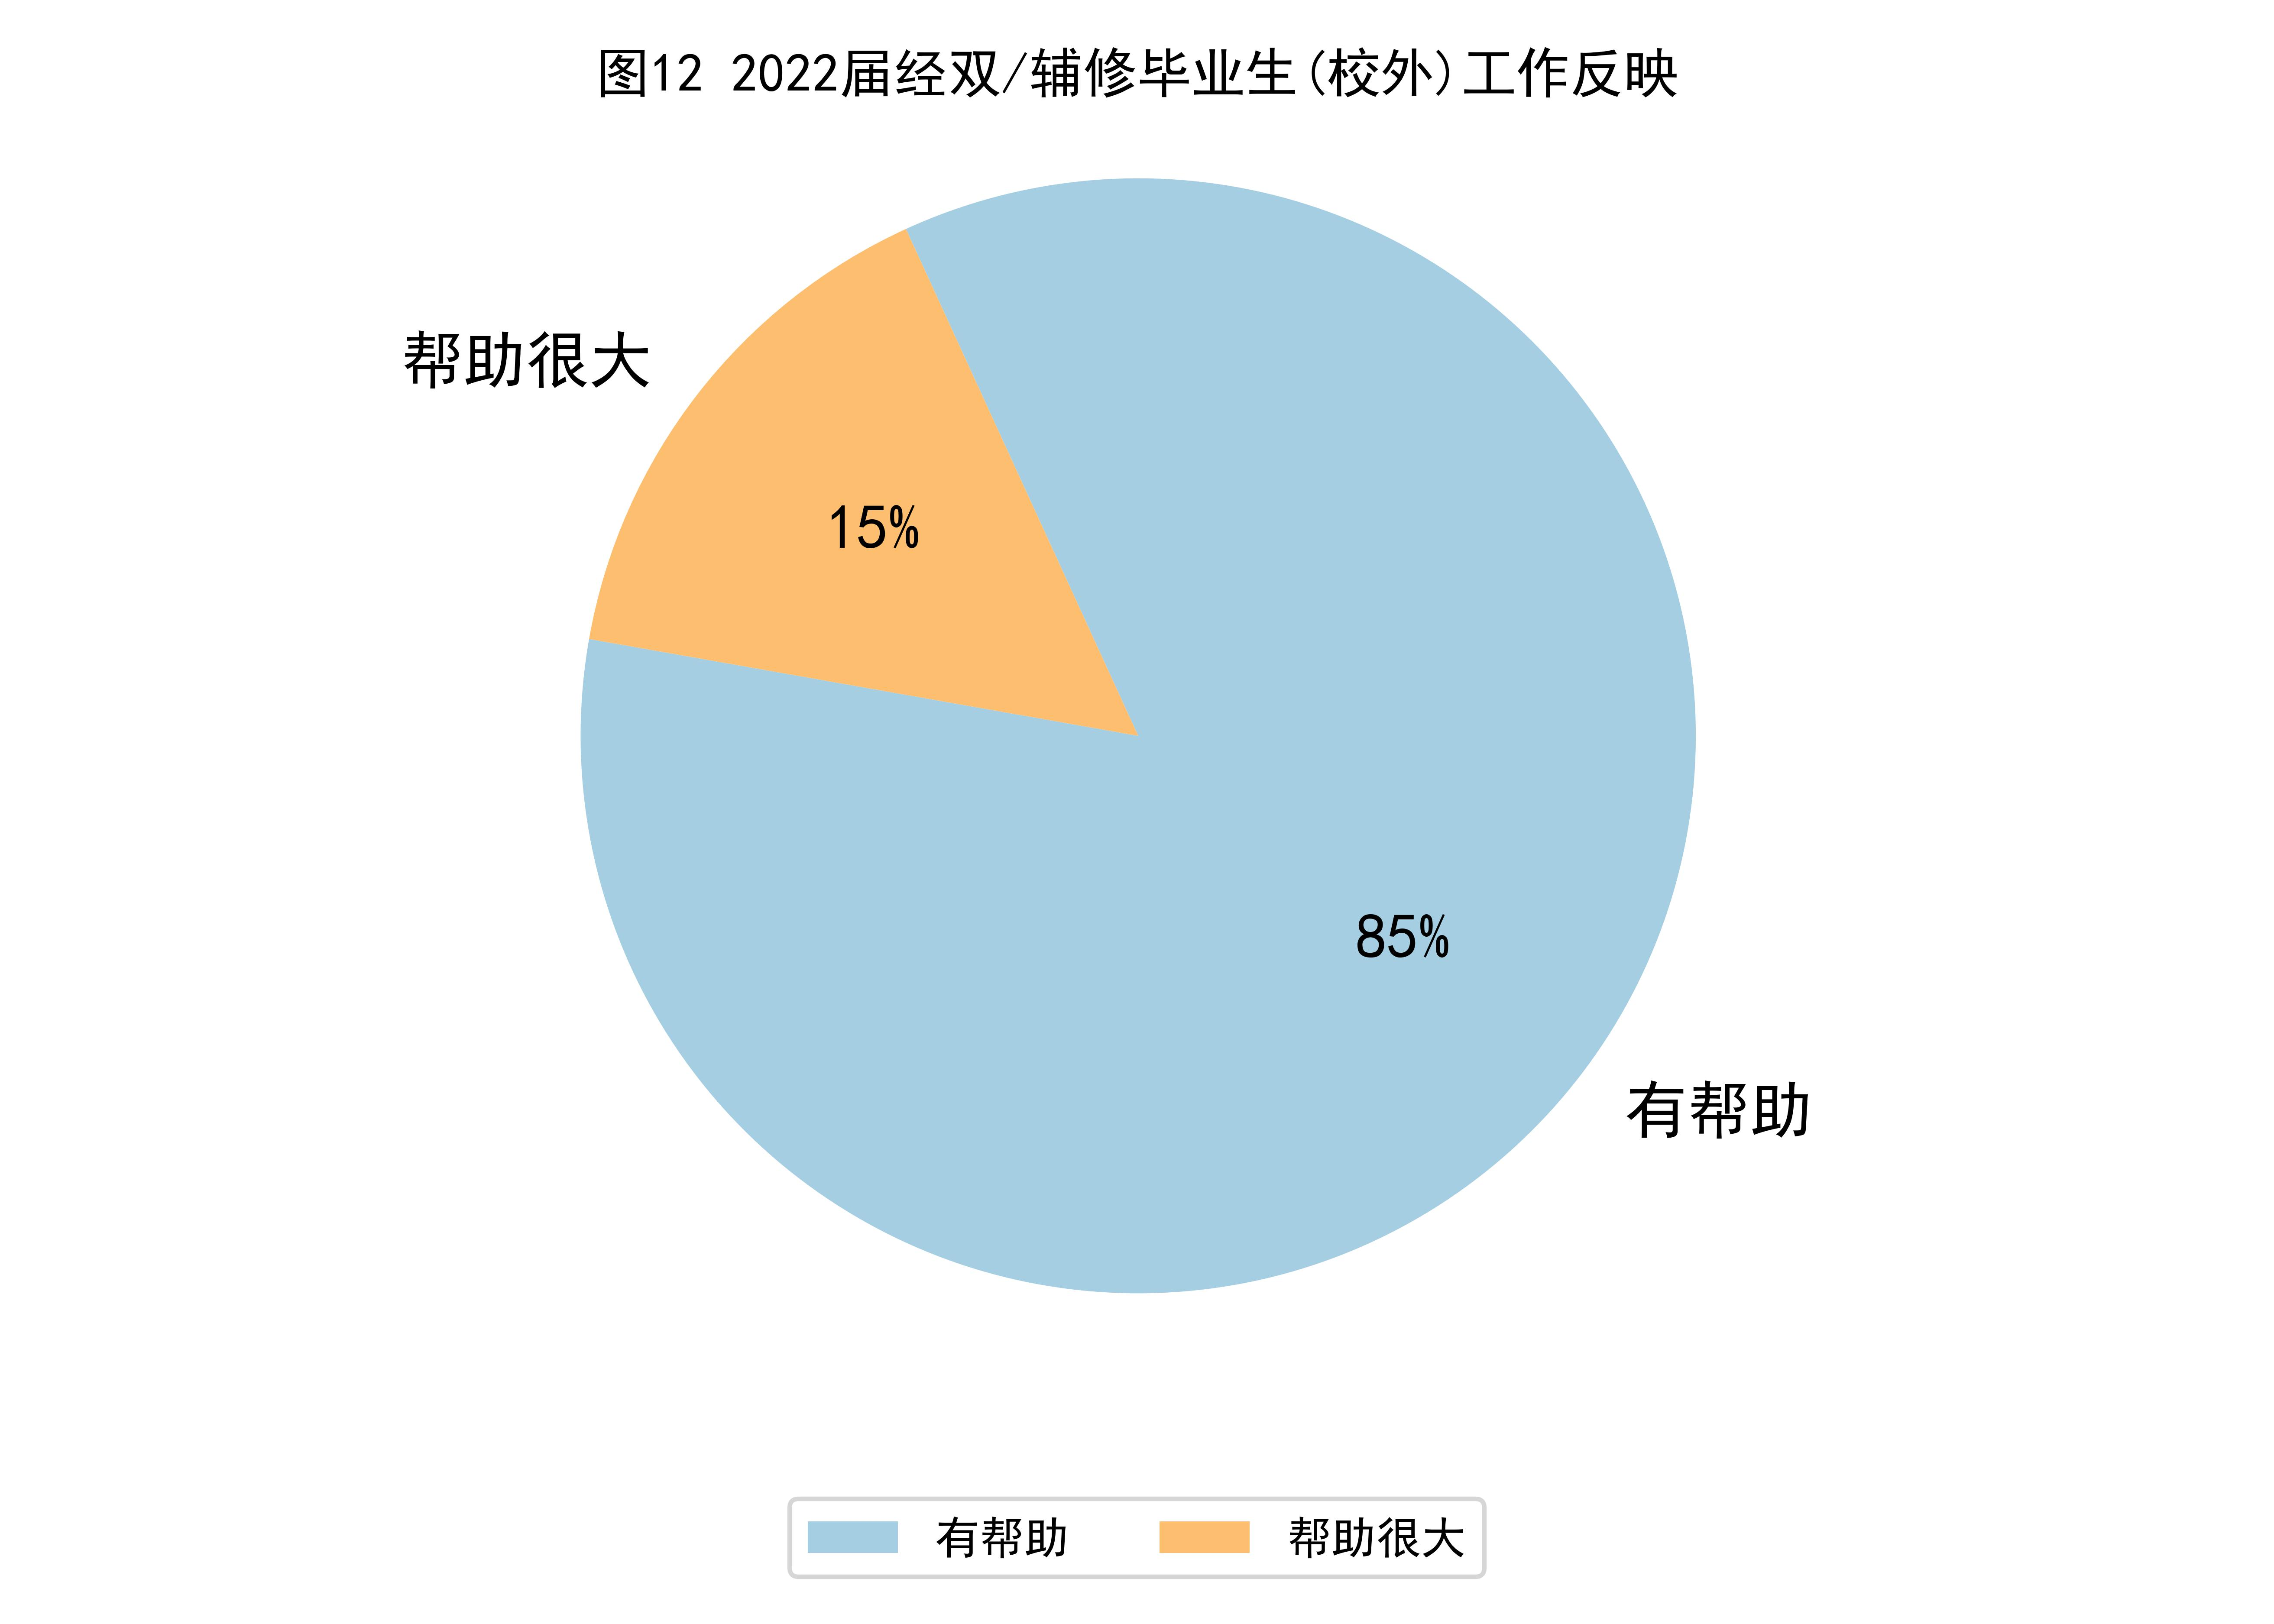 图12 2022届经双/辅修毕业生(校外)工作反映
帮助很大
15%
85%
有帮助
有帮助 帮助很大